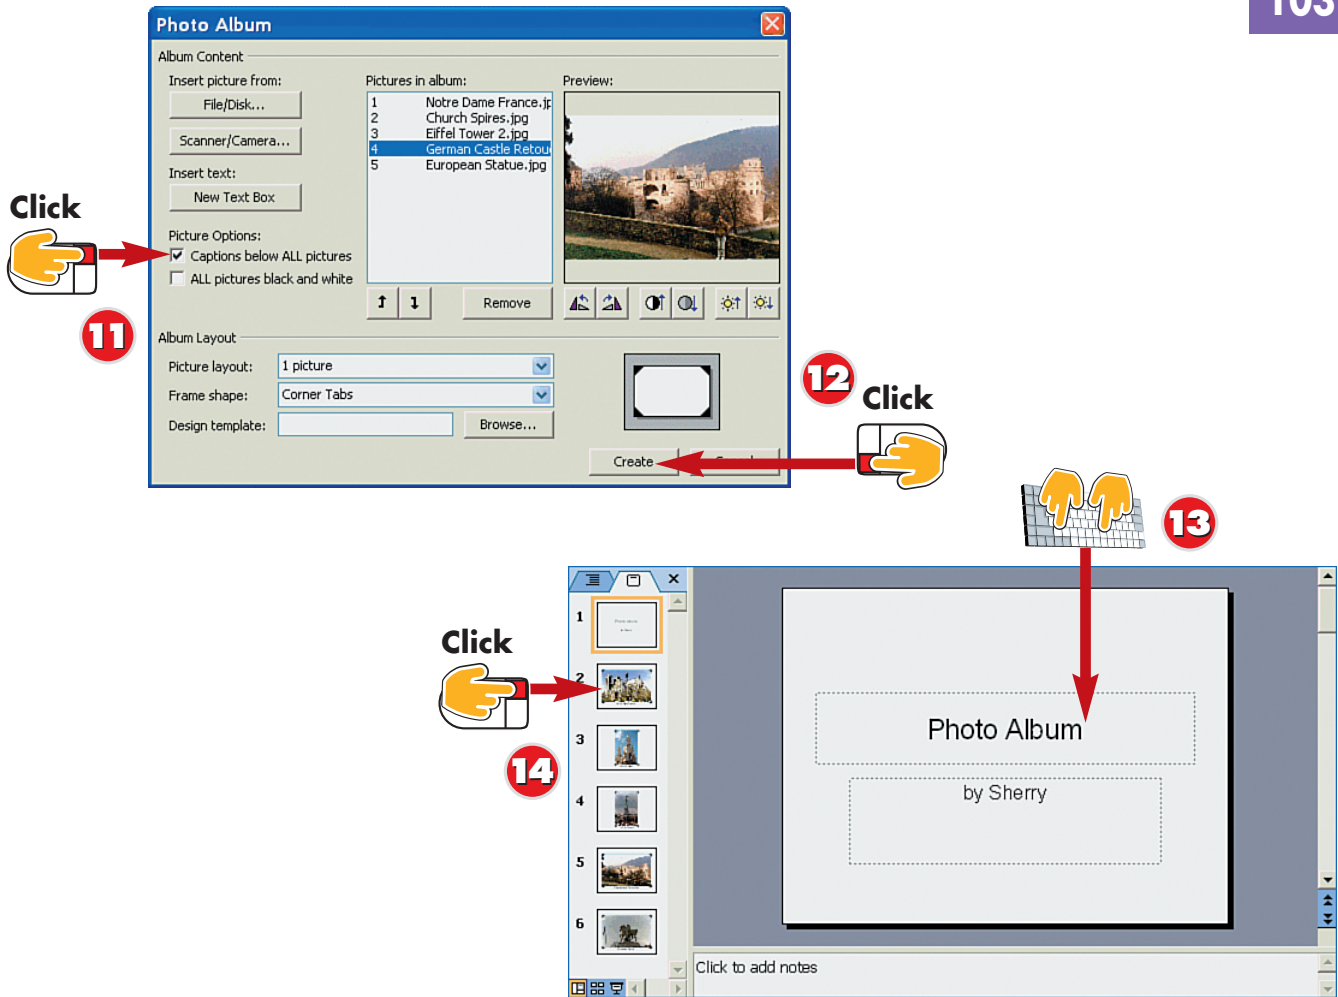 103
Photo Album
Album Content
Insert picture from:
File/Disk...
Scanner/Camera...
Insert text:
New Text Box
Picture Options:
Captions below ALL pictures
ALL pictures black and white
Pictures in album:
1 Notre Dame France.jp
2 Church Spires.jpg
3 Eiffel Tower 2.jpg
4 German Castle Retou
5 European Statue.jpg
Remove
Preview:
Click
11
Album Layout
Picture layout: 1 picture
Frame shape: Corner Tabs
Design template:
Browse...
Create
12
Click
13
Click
14
1
2
3
4
5
6
Photo Album
by Sherry
Click to add notes